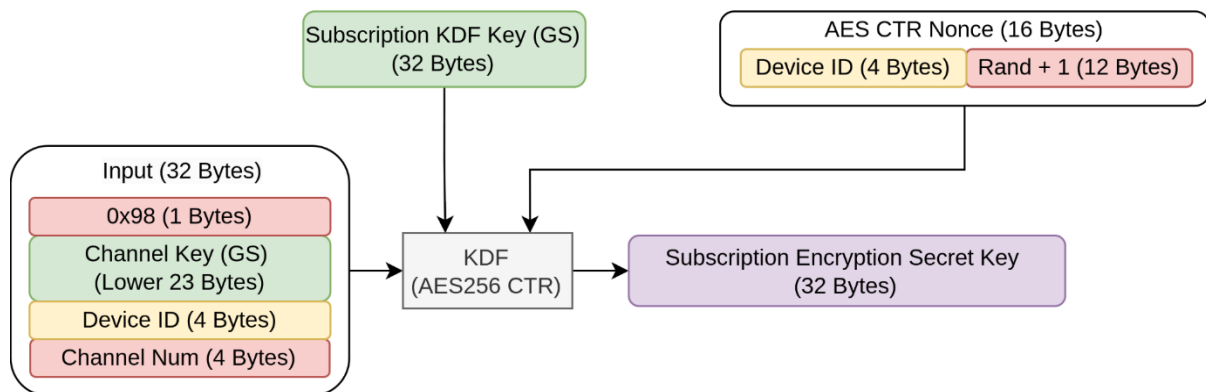 Subscription KDF Key (GS)
(32 Bytes)
AES CTR Nonce (16 Bytes)
Device ID (4 Bytes)
Rand + 1 (12 Bytes)
Input (32 Bytes)
0x98 (1 Bytes)
Channel Key (GS)
(Lower 23 Bytes)
Device ID (4 Bytes)
Channel Num (4 Bytes)
KDF
(AES256 CTR)
Subscription Encryption Secret Key
(32 Bytes)